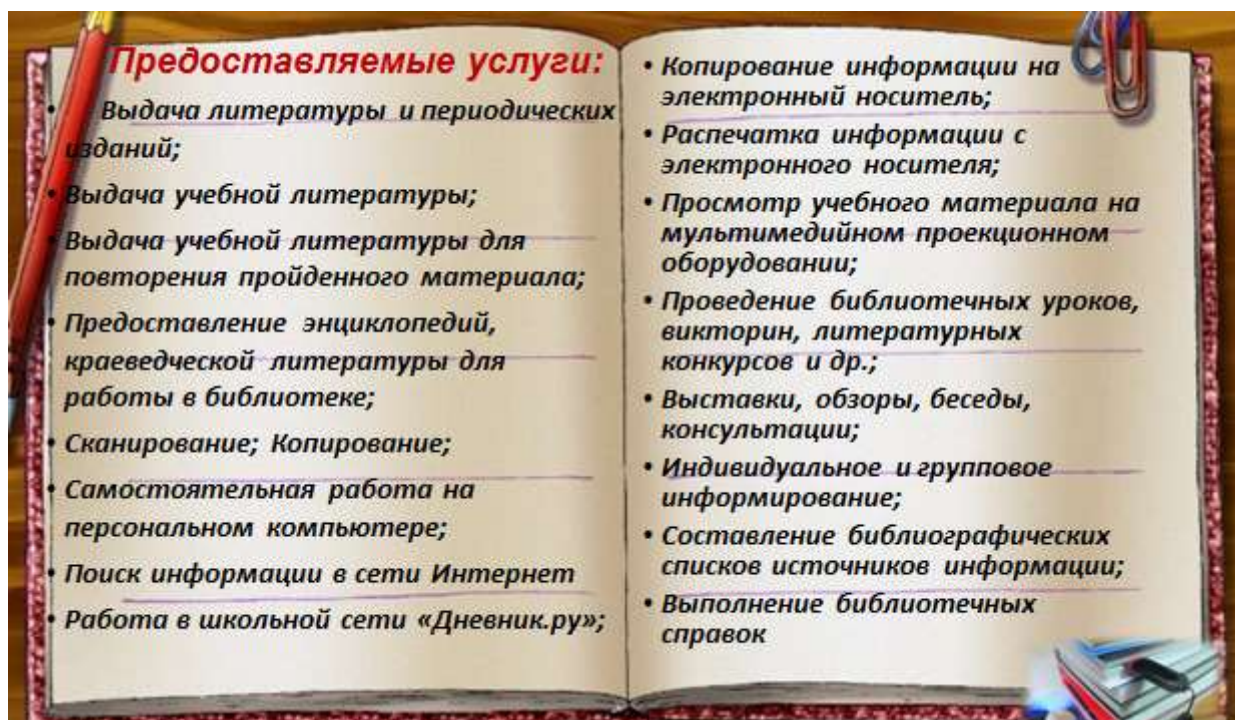 Предоставляемые услуги:
• Выдача литературы и периодических
изданий;
• Выдача учебной литературы;
• Выдача учебной литературы для
повторения пройденного материала;
• Предоставление энциклопедий,
краеведческой литературы для
работы в библиотеке;
• Сканирование; Копирование;
• Самостоятельная работа на
персональном компьютере;
• Поиск информации в сети Интернет
• Работа в школьной сети «Дневник.ру»;
• Копирование информации на
электронный носитель;
• Распечатка информации с
электронного носителя;
• Просмотр учебного материала на
мультимедийном проекционном
оборудовании;
• Проведение библиотечных уроков,
викторин, литературных
конкурсов и др.;
• Выставки, обзоры, беседы,
консультации;
• Индивидуальное и групповое
информирование;
• Составление библиографических
списков источников информации;
• Выполнение библиотечных
справок